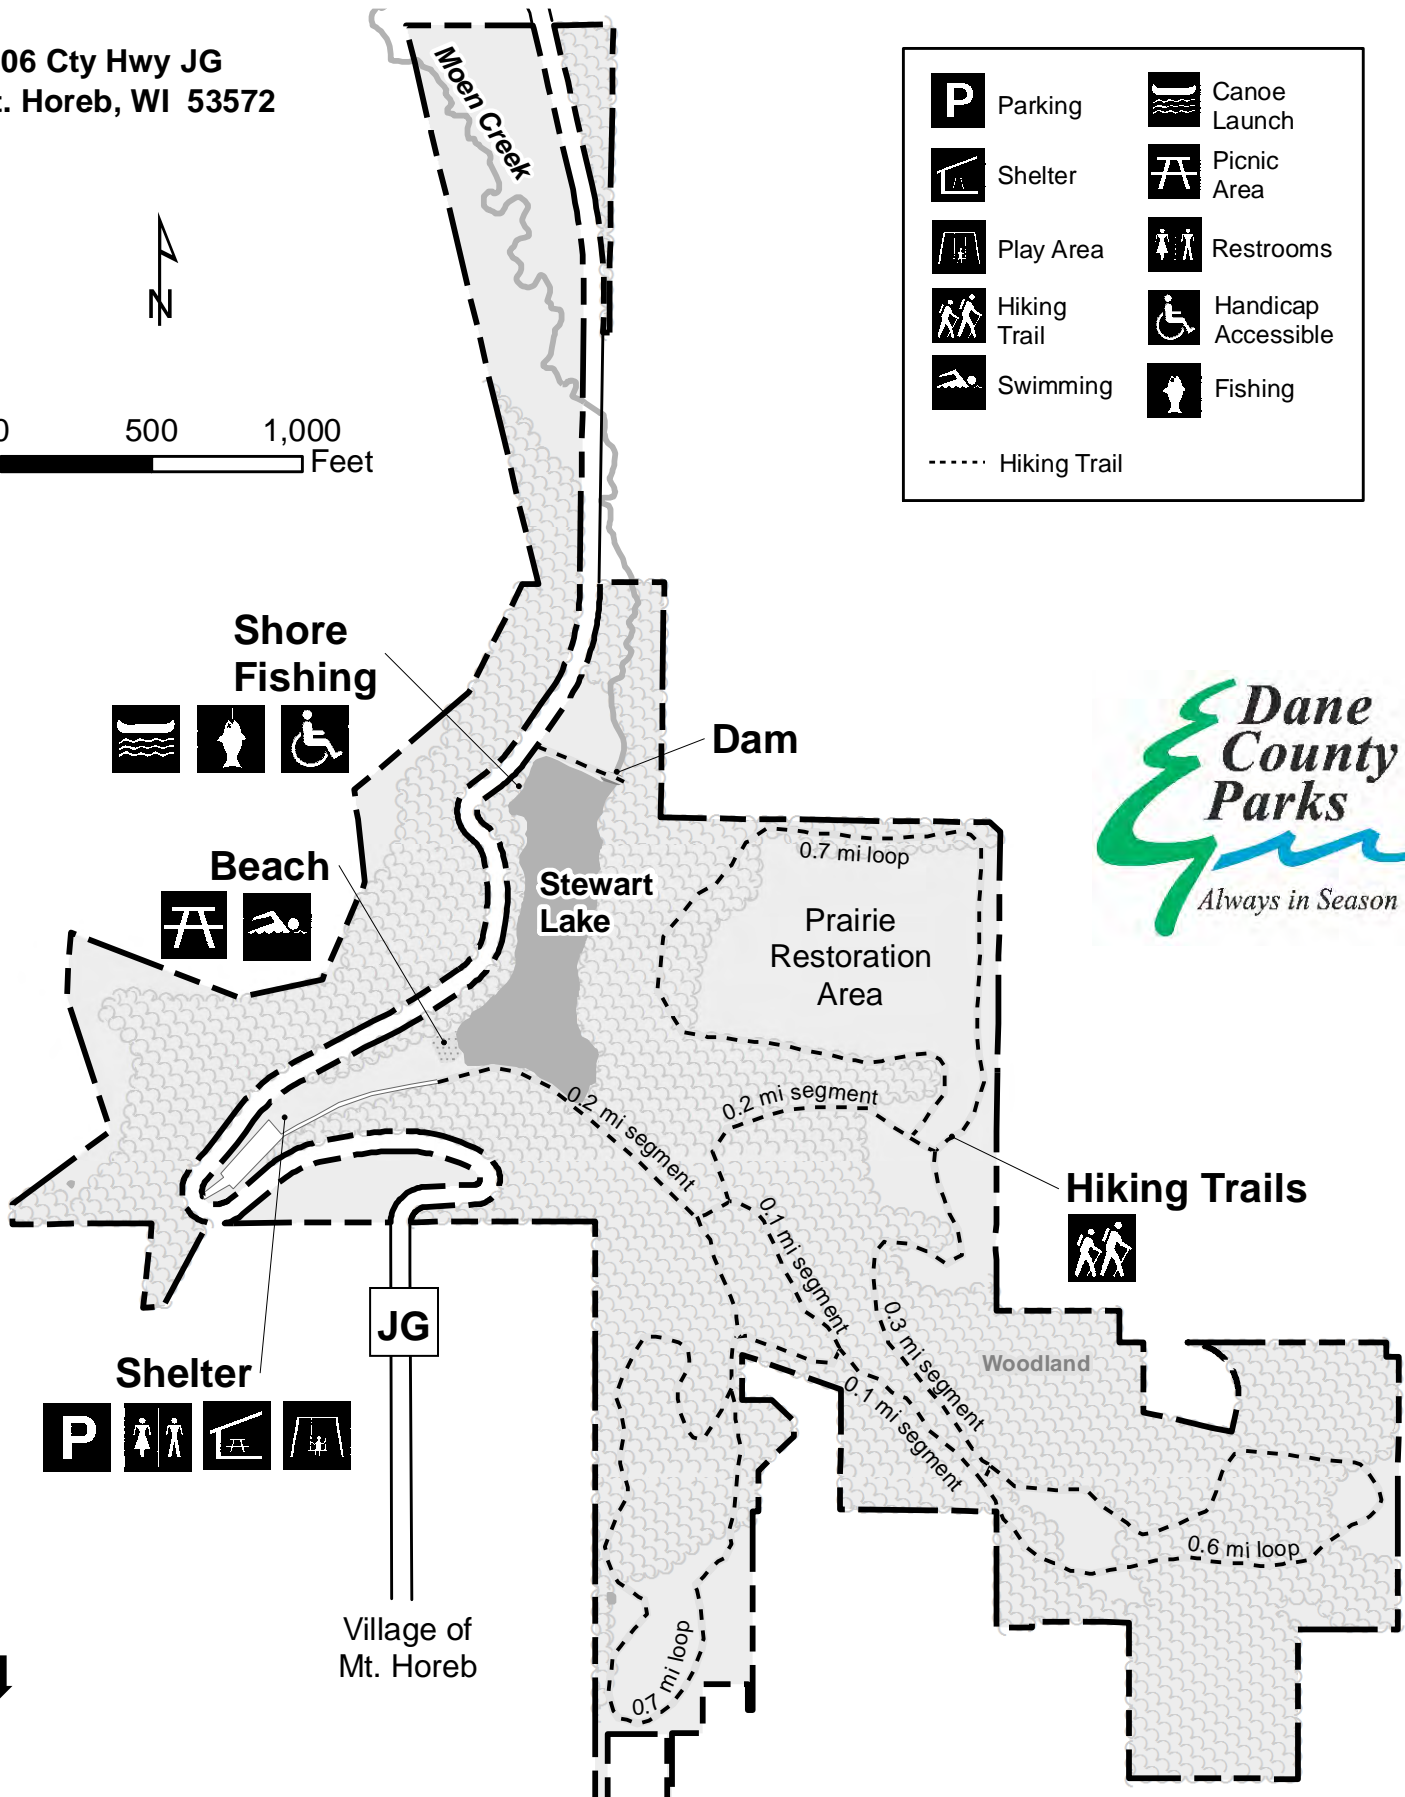 06 Cty Hwy JG
. Horeb, WI 53572
N
0 500 1,000
Feet
Moen Creek
P Parking
Canoe
Launch
Shelter
Picnic
Area
Play Area
Restrooms
Hiking
Trail
Handicap
Accessible
Swimming
Fishing
Hiking Trail
Shore
Fishing
Dam
Dane
County
Parks
Always in Season
Beach
Stewart
Lake
0.7 mi loop
Prairie
Restoration
Area
0.2 mi segment
0.2 mi segment
Hiking Trails
0.1 mi segment
0.3 mi segment
JG
Woodland
Shelter
P
0.1 mi segment
0.6 mi loop
Village of
Mt. Horeb
0.7 mi loop